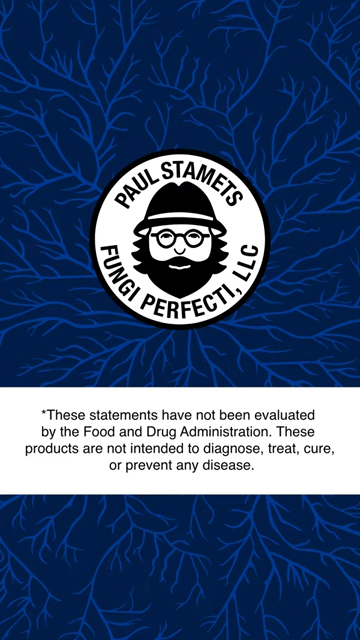 PAUL STAMETS
FUNGI PERFECTI, LLC
*These statements have not been evaluated
by the Food and Drug Administration. These
products are not intended to diagnose, treat, cure,
or prevent any disease.